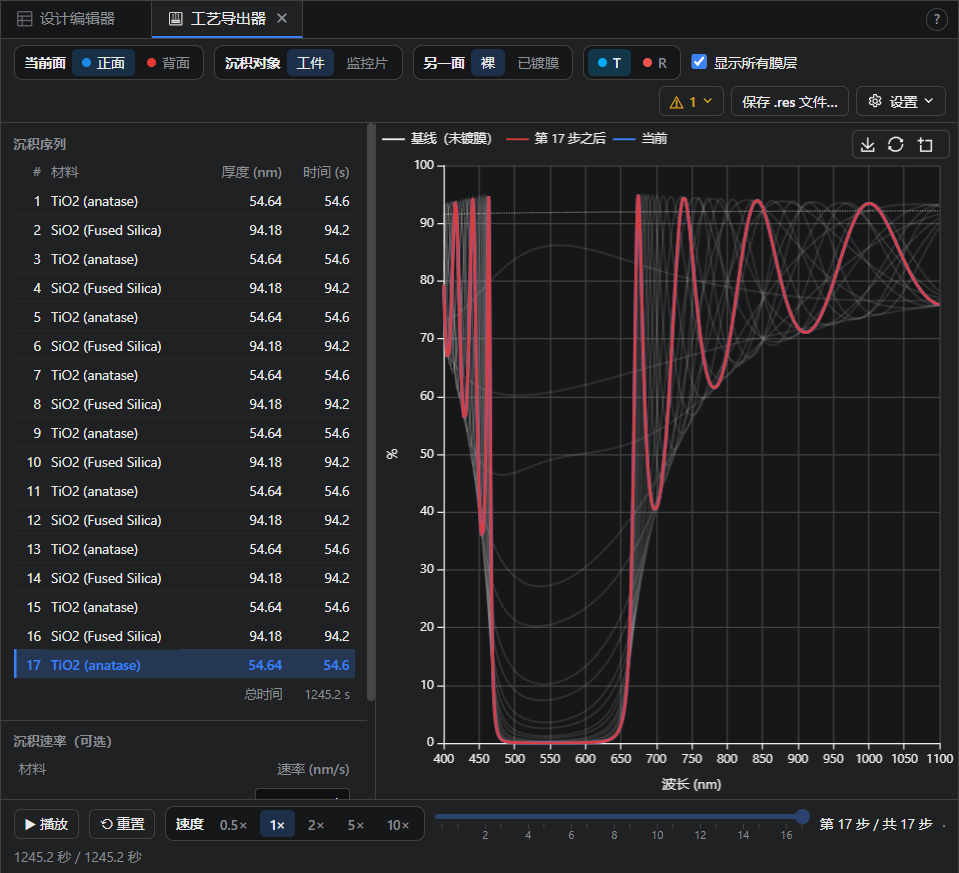 设计编辑器 工艺导出器 ?
当前面 正面 背面 沉积对象 工件 监控片 另一面 裸 已镀膜 T R 显示所有膜层
1 保存 .res 文件... 设置
沉积序列
# 材料 厚度 (nm) 时间 (s)
1 TiO2 (anatase) 54.64 54.6
2 SiO2 (Fused Silica) 94.18 94.2
3 TiO2 (anatase) 54.64 54.6
4 SiO2 (Fused Silica) 94.18 94.2
5 TiO2 (anatase) 54.64 54.6
6 SiO2 (Fused Silica) 94.18 94.2
7 TiO2 (anatase) 54.64 54.6
8 SiO2 (Fused Silica) 94.18 94.2
9 TiO2 (anatase) 54.64 54.6
10 SiO2 (Fused Silica) 94.18 94.2
11 TiO2 (anatase) 54.64 54.6
12 SiO2 (Fused Silica) 94.18 94.2
13 TiO2 (anatase) 54.64 54.6
14 SiO2 (Fused Silica) 94.18 94.2
15 TiO2 (anatase) 54.64 54.6
16 SiO2 (Fused Silica) 94.18 94.2
17 TiO2 (anatase) 54.64 54.6
总时间 1245.2 s
沉积速率（可选）
材料 速率 (nm/s)
基线（未镀膜） 第 17 步之后 当前
100
90
80
70
60
50
40
30
20
10
0
%
400 450 500 550 600 650 700 750 800 850 900 950 1000 1050 1100
波长 (nm)
播放 重置 速度 0.5× 1× 2× 5× 10×
2 4 6 8 10 12 14 16
第 17 步 / 共 17 步 ·
1245.2 秒 / 1245.2 秒